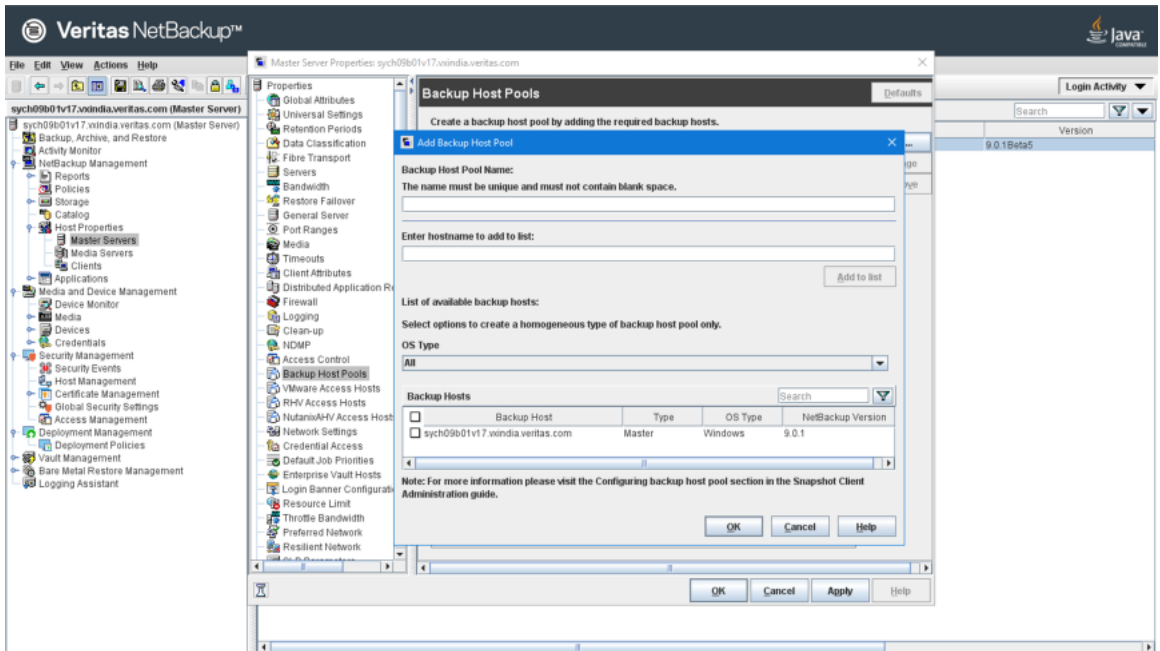 Veritas NetBackup™
Java
COMPATIBLE
File Edit View Actions Help
Login Activity
sych09b01v17.vxindia.veritas.com (Master Server)
sych09b01v17.vxindia.veritas.com (Master Server)
Backup, Archive, and Restore
Activity Monitor
NetBackup Management
Reports
Policies
Storage
Catalog
Host Properties
Master Servers
Media Servers
Clients
Applications
Media and Device Management
Device Monitor
Media
Devices
Credentials
Security Management
Security Events
Host Management
Certificate Management
Global Security Settings
Access Management
Deployment Management
Deployment Policies
Vault Management
Bare Metal Restore Management
Logging Assistant
Master Server Properties: sych09b01v17.vxindia.veritas.com
Properties
Global Attributes
Universal Settings
Retention Periods
Data Classification
Fibre Transport
Servers
Bandwidth
Restore Failover
General Server
Port Ranges
Media
Timeouts
Client Attributes
Distributed Application Re
Firewall
Logging
Clean-up
NDMP
Access Control
Backup Host Pools
VMware Access Hosts
RHV Access Hosts
NutanixAHV Access Host
Network Settings
Credential Access
Default Job Priorities
Enterprise Vault Hosts
Login Banner Configurati
Resource Limit
Throttle Bandwidth
Preferred Network
Resilient Network
Backup Host Pools
Defaults
Create a backup host pool by adding the required backup hosts.
Add Backup Host Pool
Backup Host Pool Name:
The name must be unique and must not contain blank space.
Enter hostname to add to list:
Add to list
List of available backup hosts:
Select options to create a homogeneous type of backup host pool only.
OS Type
All
Backup Hosts
Search
Backup Host Type OS Type NetBackup Version
sych09b01v17.vxindia.veritas.com Master Windows 9.0.1
Note: For more information please visit the Configuring backup host pool section in the Snapshot Client
Administration guide.
OK Cancel Help
OK Cancel Apply Help
Search
Version
9.0.1Beta5